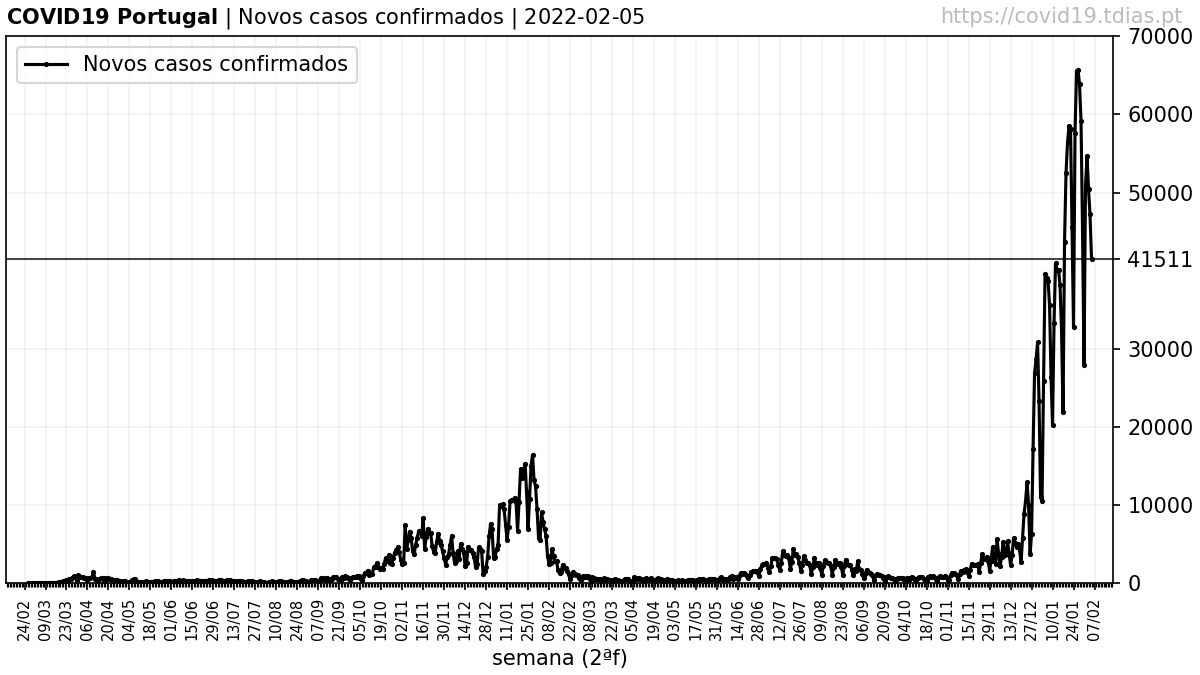 COVID19 Portugal | Novos casos confirmados | 2022-02-05
https://covid19.tdias.pt
Novos casos confirmados
70000
60000
50000
41511
30000
20000
10000
0
24/02 09/03 23/03 06/04 20/04 04/05 18/05 01/06 15/06 29/06 13/07 27/07 10/08 24/08 07/09 21/09 05/10 19/10 02/11 16/11 30/11 14/12 28/12 11/01 25/01 08/02 22/02 08/03 22/03 05/04 19/04 03/05 17/05 31/05 14/06 28/06 12/07 26/07 09/08 23/08 06/09 20/09 04/10 18/10 01/11 15/11 29/11 13/12 27/12 10/01 24/01 07/02
semana (2ªf)